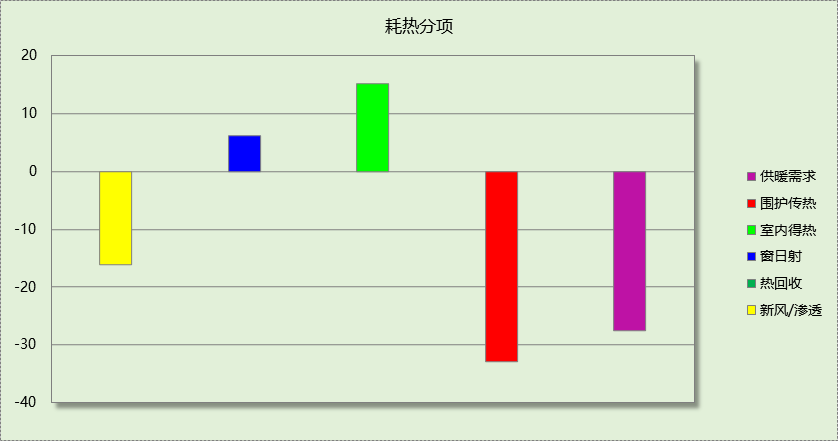 耗热分项
20
10
0
-10
-20
-30
-40
供暖需求
围护传热
室内得热
窗日射
热回收
新风/渗透